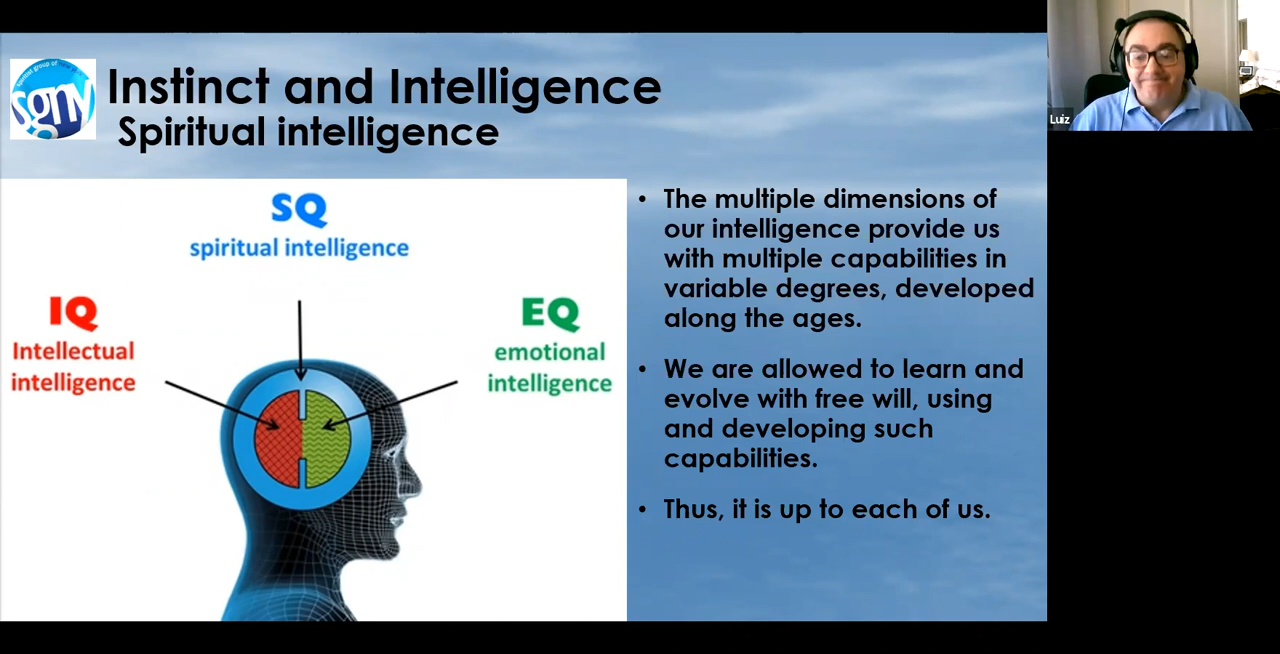 sgny
Instinct and Intelligence
Spiritual intelligence
SQ
spiritual intelligence
IQ
Intellectual
intelligence
EQ
emotional
intelligence
• The multiple dimensions of
our intelligence provide us
with multiple capabilities in
variable degrees, developed
along the ages.
• We are allowed to learn and
evolve with free will, using
and developing such
capabilities.
• Thus, it is up to each of us.
Luiz